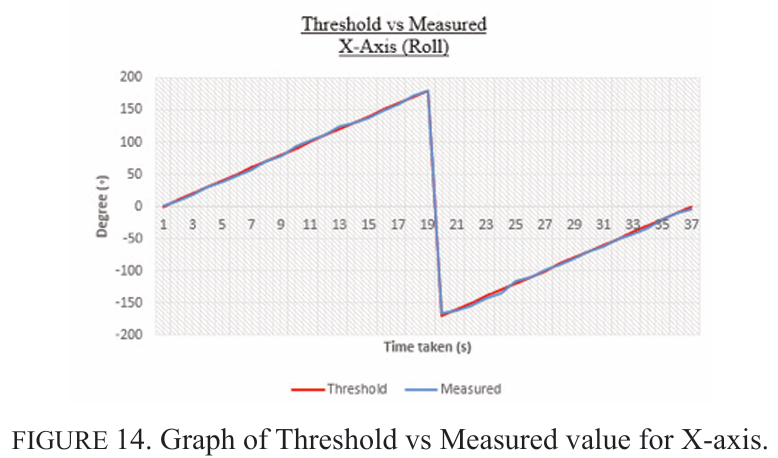 Threshold vs Measured
X-Axis (Roll)
200
150
100
50
0
-50
-100
-150
-200
Degree (∘)
1 3 5 7 9 11 13 15 17 19 21 23 25 27 29 31 33 35 37
Time taken (s)
Threshold Measured
FIGURE 14. Graph of Threshold vs Measured value for X-axis.